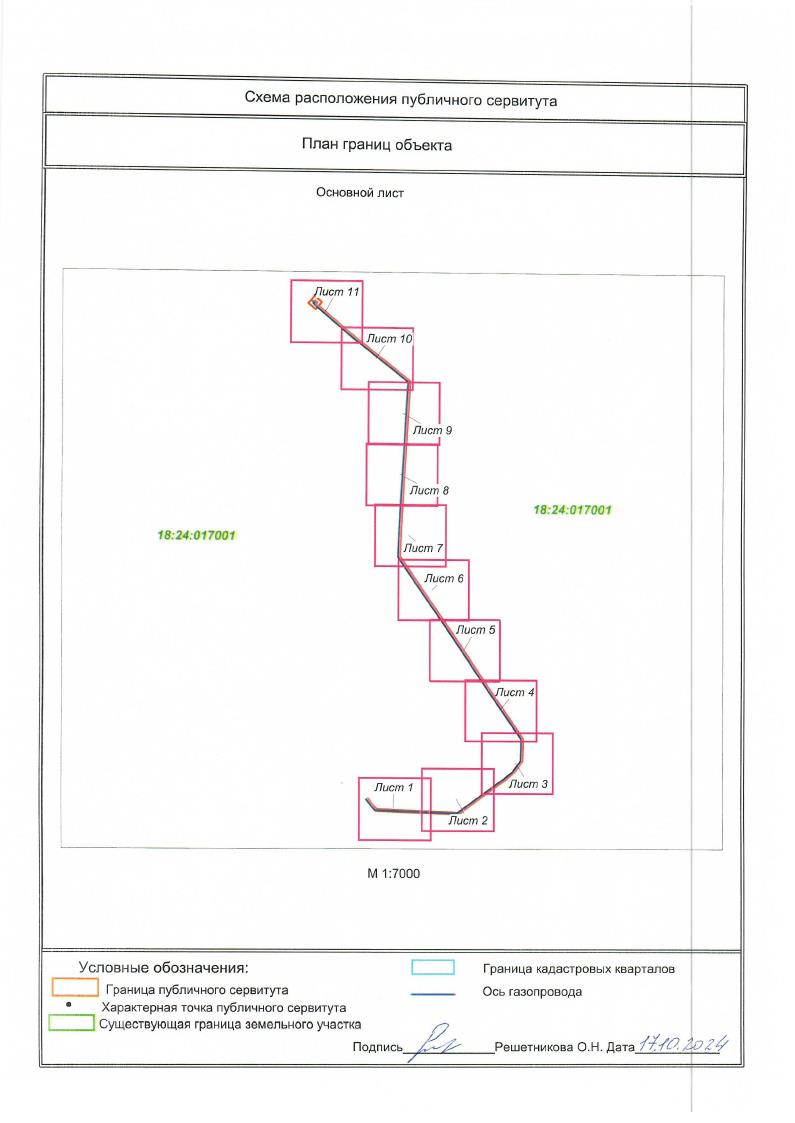 Схема расположения публичного сервитута
План границ объекта
Основной лист
Лист 11
Лист 10
Лист 9
Лист 8
18:24:017001
18:24:017001
Лист 7
Лист 6
Лист 5
Лист 4
Лист 3
Лист 1
Лист 2
М 1:7000
Условные обозначения:
Граница публичного сервитута
Характерная точка публичного сервитута
Существующая граница земельного участка
Граница кадастровых кварталов
Ось газопровода
Подпись Решетникова О.Н. Дата 17.10.2024